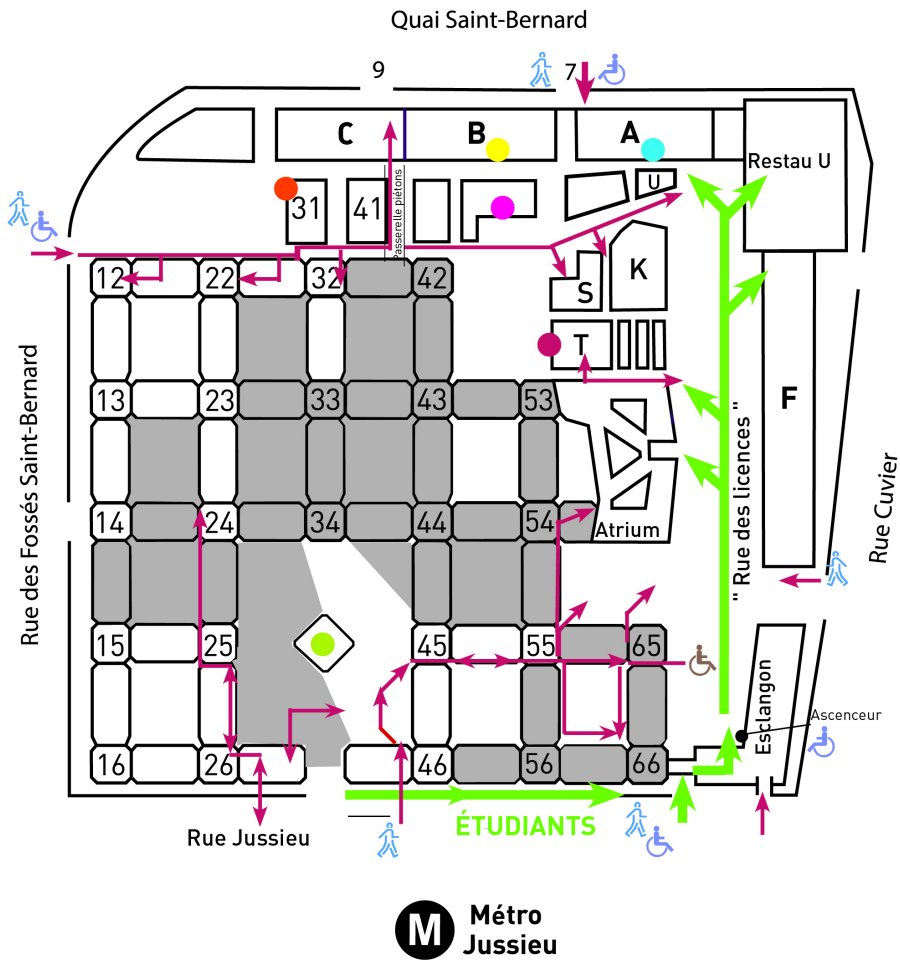 Quai Saint-Bernard
9
7
C
B
A
Restau U
31
41
Passerelle piétons
U
12
22
32
42
S
K
T
13
23
33
43
53
F
Rue des Fossés Saint-Bernard
" Rue des licences "
Rue Cuvier
14
24
34
44
54
Atrium
15
25
45
55
65
Esclangon
Ascenceur
16
26
46
56
66
Rue Jussieu
ÉTUDIANTS
M
Métro
Jussieu